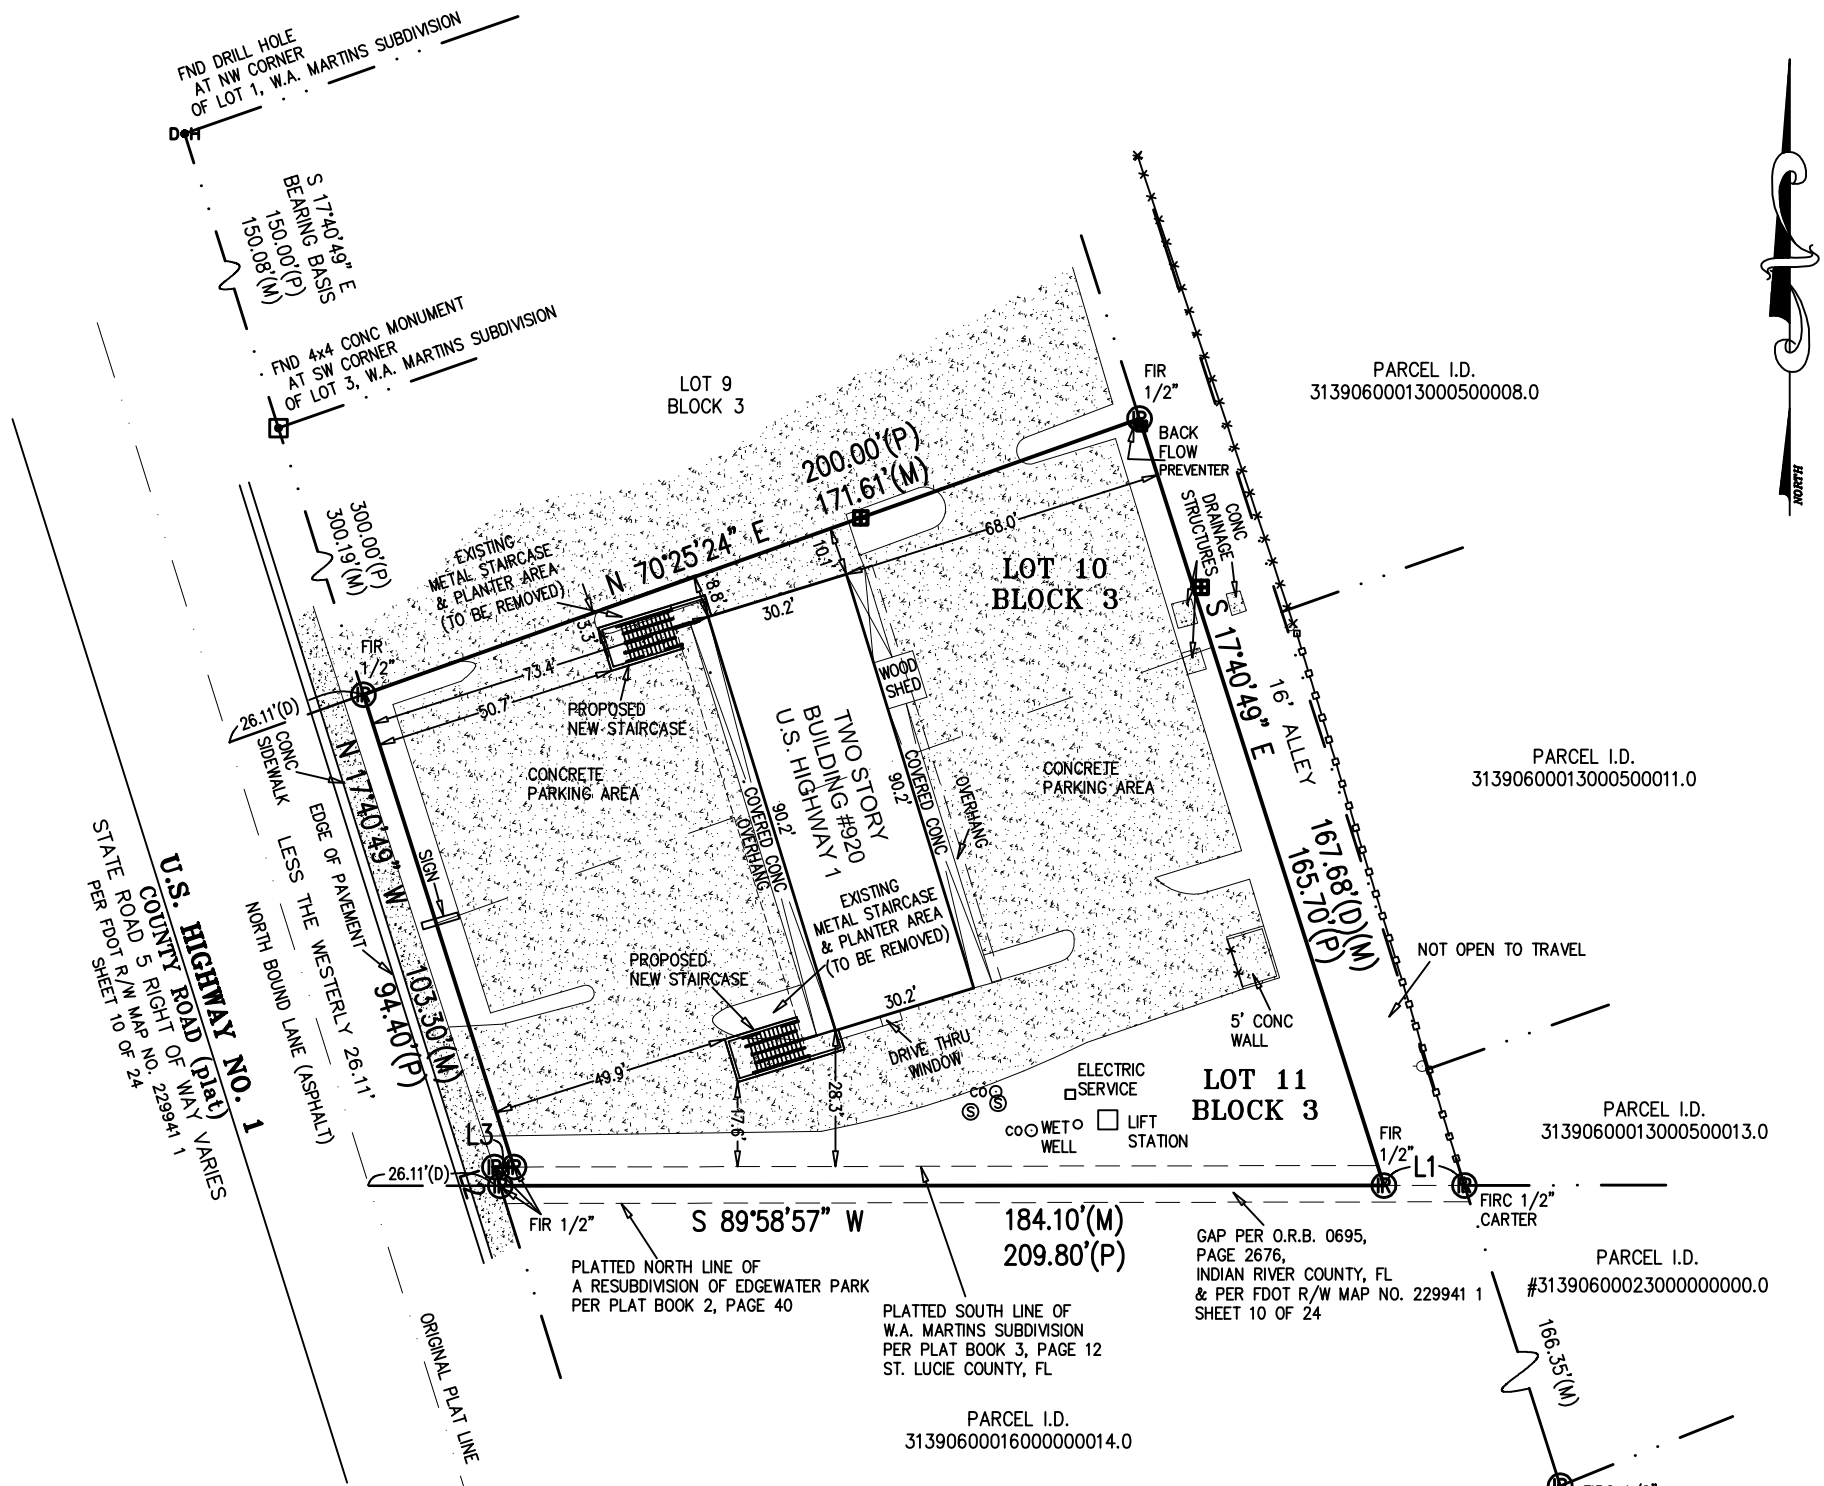 FND DRILL HOLE
AT NW CORNER
OF LOT 1, W.A. MARTINS SUBDIVISION
D H
S 17°40'49" E
BEARING BASIS
150.00'(P)
150.08'(M)
FND 4x4 CONC MONUMENT
AT SW CORNER
OF LOT 3, W.A. MARTINS SUBDIVISION
LOT 9
BLOCK 3
FIR
1/2"
PARCEL I.D.
31390600013000500008.0
NORTH
BACK
FLOW
PREVENTER
200.00'(P)
171.61'(M)
N 70°25'24" E
300.00'(P)
300.19'(M)
EXISTING
METAL STAIRCASE
& PLANTER AREA
(TO BE REMOVED)
CONC
DRAINAGE
STRUCTURES
68.0'
10.1'
8.8'
30.2'
3.3'
LOT 10
BLOCK 3
FIR
1/2"
73.4'
50.7'
WOOD
SHED
PROPOSED
NEW STAIRCASE
26.11'(D)
CONC
SIDEWALK
N 17°40'49" W
S 17°40'49" E
16' ALLEY
TWO STORY
BUILDING #920
U.S. HIGHWAY 1
CONCRETE
PARKING AREA
CONCRETE
PARKING AREA
COVERED CONC
OVERHANG
90.2'
90.2'
COVERED CONC
OVERHANG
PARCEL I.D.
31390600013000500011.0
EDGE OF PAVEMENT
LESS THE WESTERLY 26.11'
NORTH BOUND LANE (ASPHALT)
SIGN
U.S. HIGHWAY NO. 1
COUNTY ROAD (plat)
STATE ROAD 5 RIGHT OF WAY VARIES
PER FDOT R/W MAP NO. 229941 1
SHEET 10 OF 24
167.68'(D)(M)
165.70'(P)
EXISTING
METAL STAIRCASE
& PLANTER AREA
(TO BE REMOVED)
PROPOSED
NEW STAIRCASE
NOT OPEN TO TRAVEL
103.30'(M)
94.40'(P)
30.2'
5' CONC
WALL
DRIVE THRU
WINDOW
49.9'
17.6'
28.3'
ELECTRIC
SERVICE
LOT 11
BLOCK 3
CO
S
S
CO
WET
WELL
LIFT
STATION
PARCEL I.D.
31390600013000500013.0
L3
IR
IR
L2
26.11'(D)
FIR
1/2"
L1
FIR 1/2"
FIRC 1/2"
CARTER
S 89°58'57" W
184.10'(M)
209.80'(P)
GAP PER O.R.B. 0695,
PAGE 2676,
INDIAN RIVER COUNTY, FL
& PER FDOT R/W MAP NO. 229941 1
SHEET 10 OF 24
PARCEL I.D.
#31390600023000000000.0
PLATTED NORTH LINE OF
A RESUBDIVISION OF EDGEWATER PARK
PER PLAT BOOK 2, PAGE 40
PLATTED SOUTH LINE OF
W.A. MARTINS SUBDIVISION
PER PLAT BOOK 3, PAGE 12
ST. LUCIE COUNTY, FL
ORIGINAL PLAT LINE
166.35'(M)
PARCEL I.D.
31390600016000000014.0